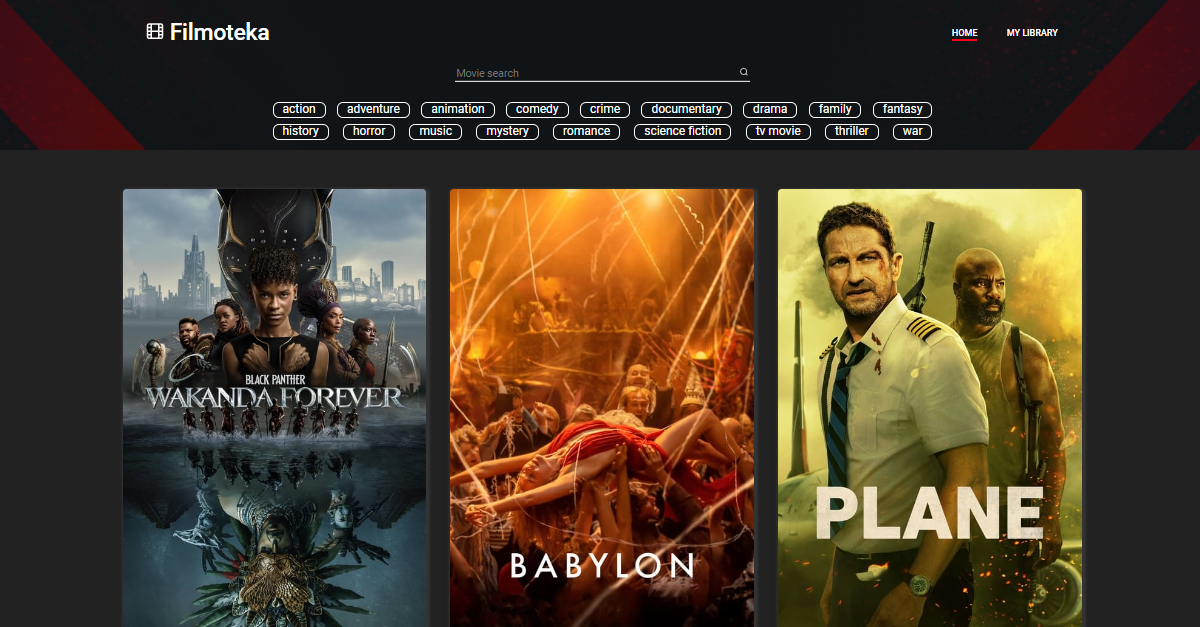 Filmoteka
HOME MY LIBRARY
Movie search
action adventure animation comedy crime documentary drama family fantasy
history horror music mystery romance science fiction tv movie thriller war
BLACK PANTHER
WAKANDA FOREVER
BABYLON
PLANE